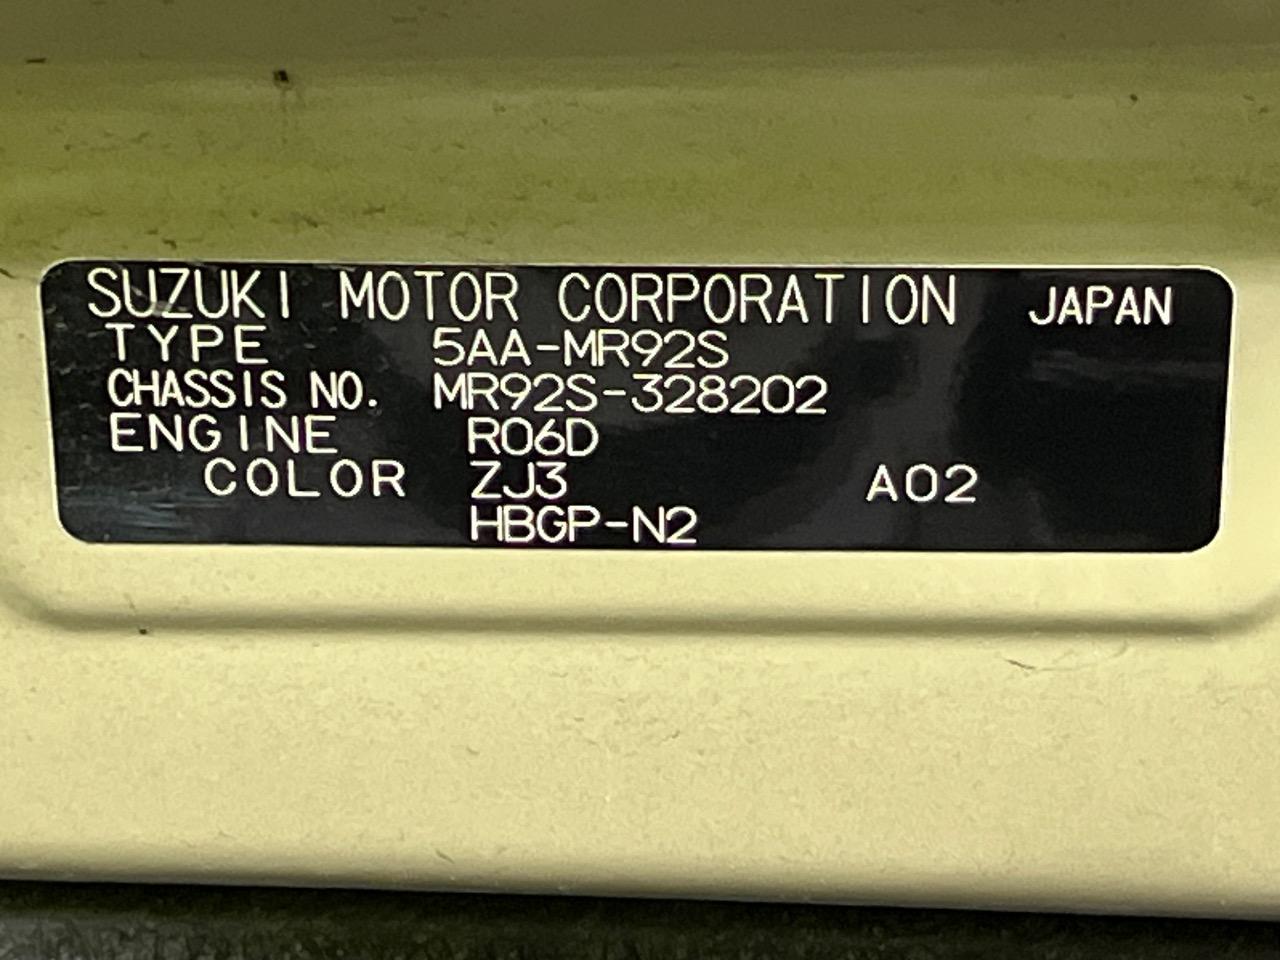 SUZUKI MOTOR CORPORATION JAPAN
TYPE 5AA-MR92S
CHASSIS NO. MR92S-328202
ENGINE R06D
COLOR ZJ3 A02
HBGP-N2